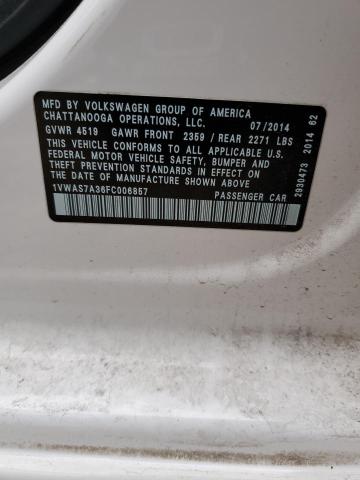 MFD BY VOLKSWAGEN GROUP OF AMERICA
CHATTANOOGA OPERATIONS, LLC. 07/2014
GVWR 4519 GAWR FRONT 2359 / REAR 2271 LBS
THIS VEHICLE CONFORMS TO ALL APPLICABLE U.S.
FEDERAL MOTOR VEHICLE SAFETY, BUMPER AND
THEFT PREVENTION STANDARDS IN EFFECT ON
THE DATE OF MANUFACTURE SHOWN ABOVE
1VWAS7A36FC006857 PASSENGER CAR
2930473 2014 62